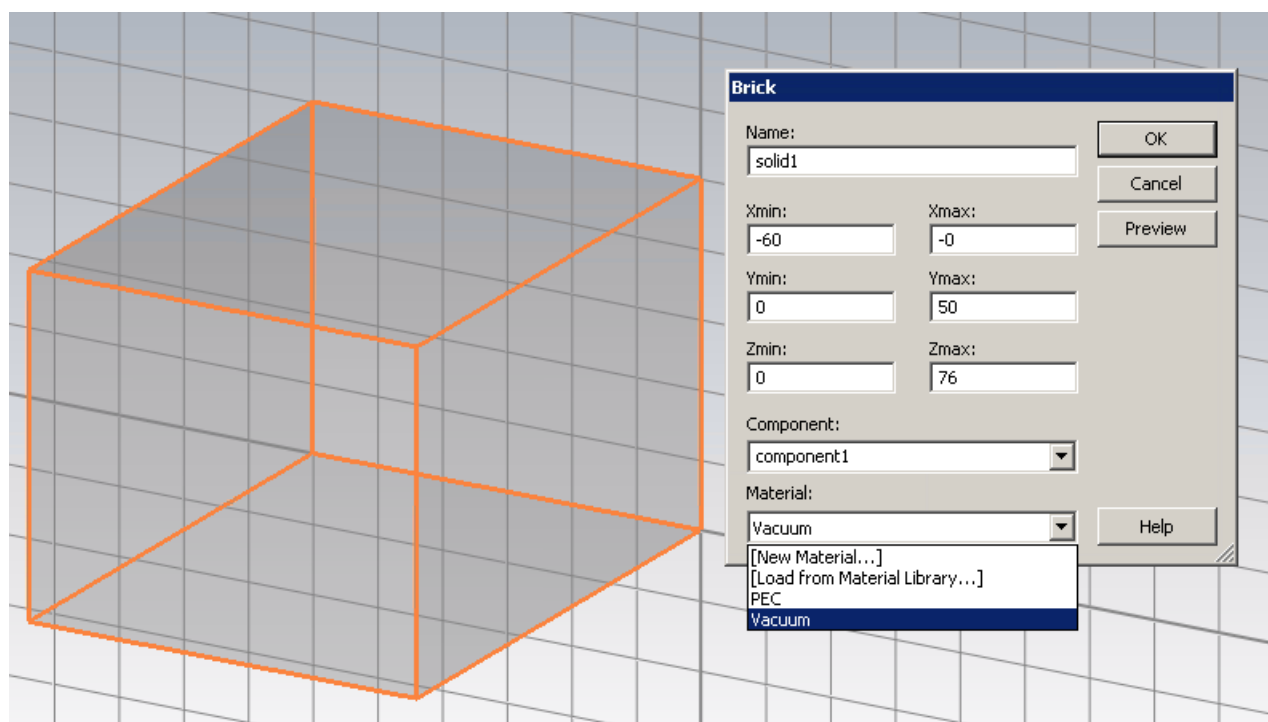 Brick
Name:
solid1
OK
Cancel
Preview
Xmin:
Xmax:
-60
-0
Ymin:
Ymax:
0
50
Zmin:
Zmax:
0
76
Component:
component1
Material:
Vacuum
Help
[New Material...]
[Load from Material Library...]
PEC
Vacuum